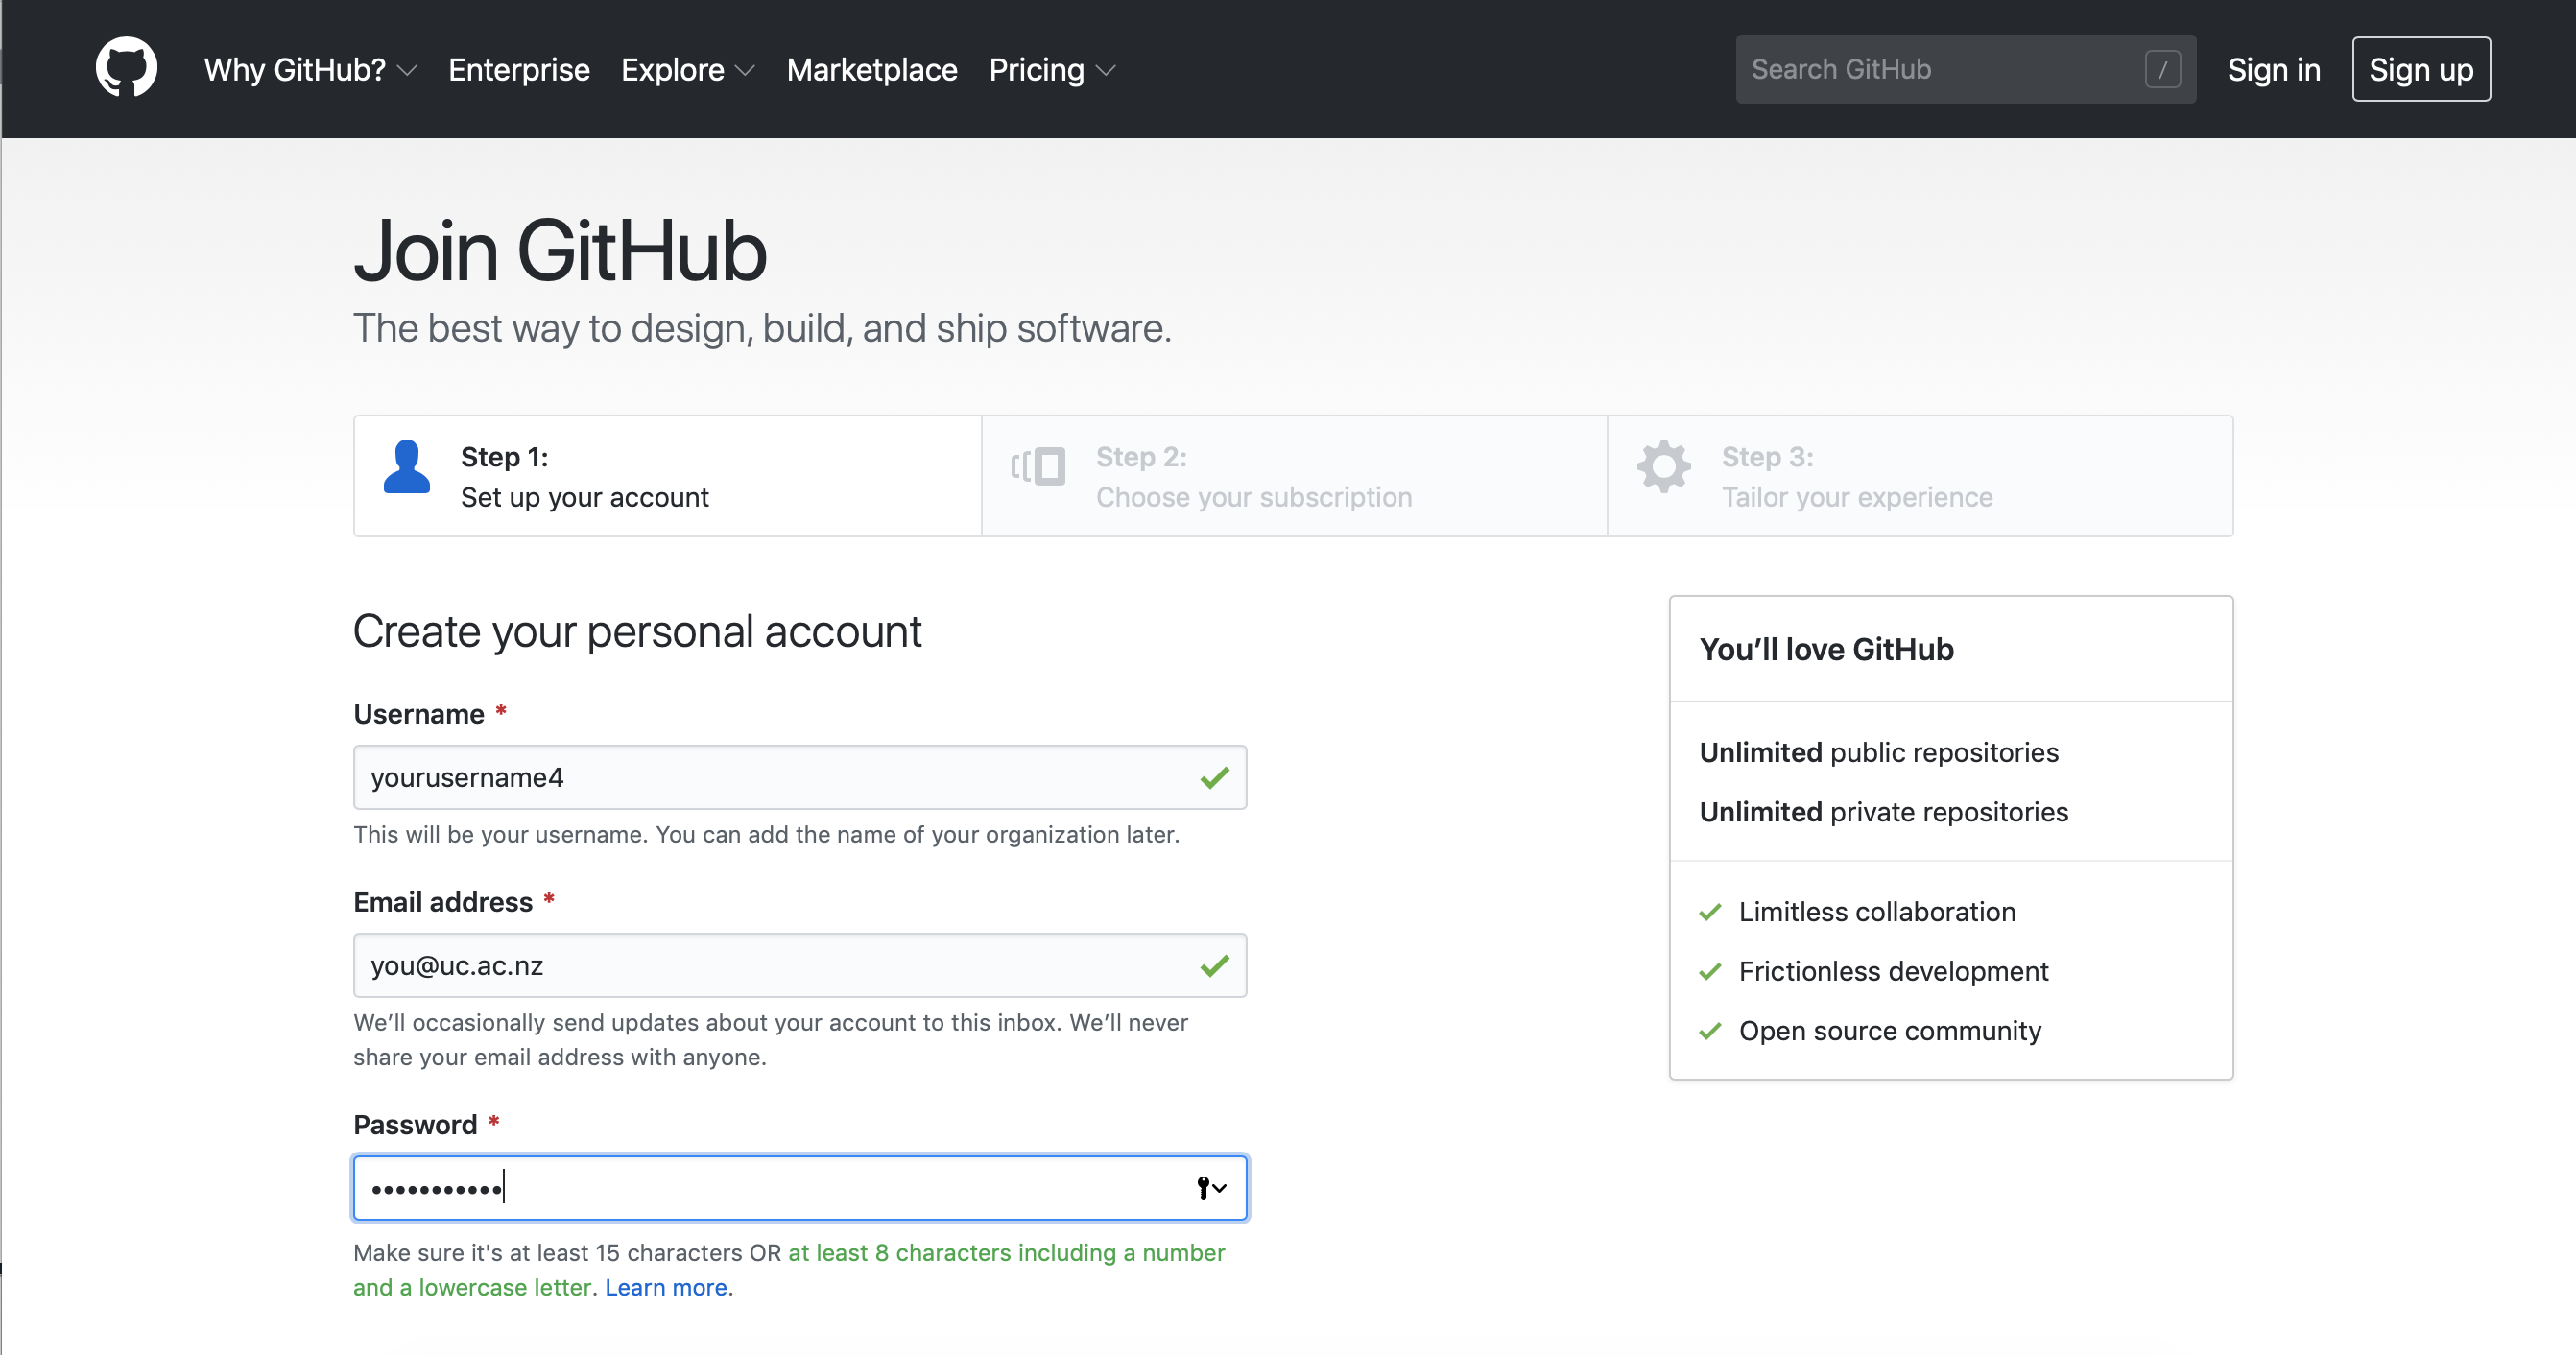 Why GitHub? Enterprise Explore Marketplace Pricing Search GitHub / Sign in Sign up
Join GitHub
The best way to design, build, and ship software.
Step 1:
Set up your account
Step 2:
Choose your subscription
Step 3:
Tailor your experience
Create your personal account
Username *
yourusername4
This will be your username. You can add the name of your organization later.
Email address *
you@uc.ac.nz
We’ll occasionally send updates about your account to this inbox. We’ll never
share your email address with anyone.
Password *
•••••••••••
Make sure it's at least 15 characters OR at least 8 characters including a number
and a lowercase letter. Learn more.
You’ll love GitHub
Unlimited public repositories
Unlimited private repositories
Limitless collaboration
Frictionless development
Open source community